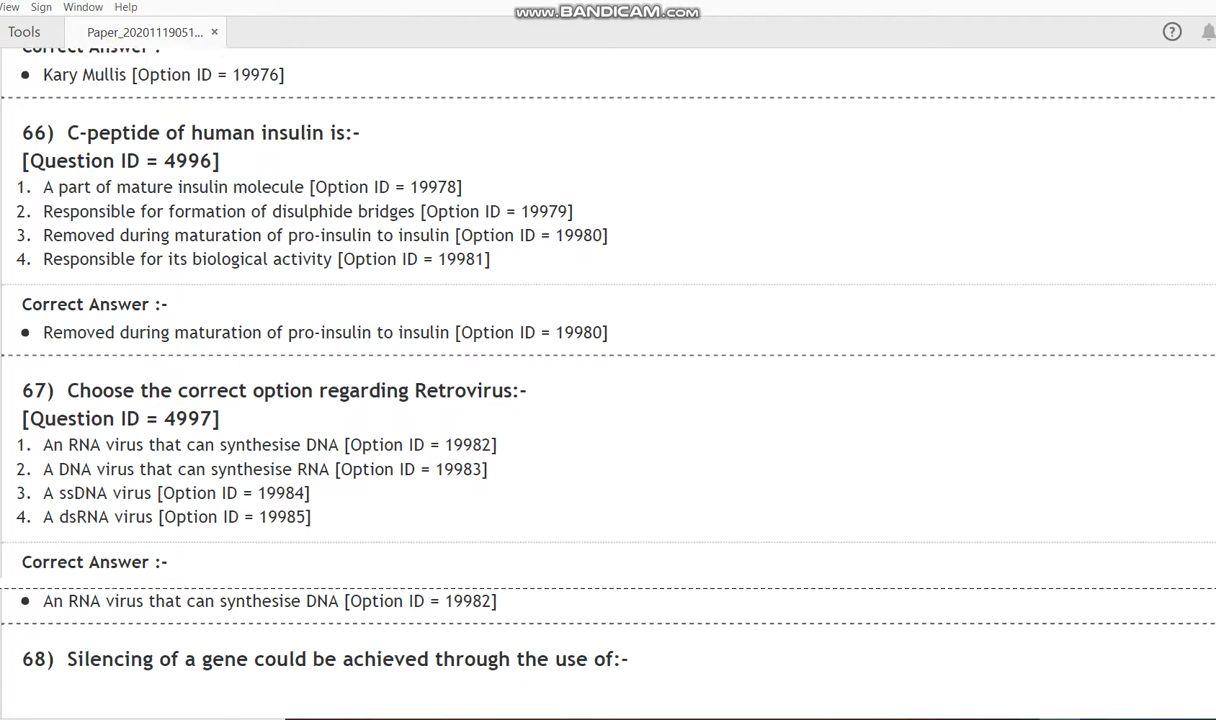 View Sign Window Help
www.BANDICAM.com
Tools Paper_20201119051... × ?
Correct Answer :-
• Kary Mullis [Option ID = 19976]
66) C-peptide of human insulin is:-
[Question ID = 4996]
1. A part of mature insulin molecule [Option ID = 19978]
2. Responsible for formation of disulphide bridges [Option ID = 19979]
3. Removed during maturation of pro-insulin to insulin [Option ID = 19980]
4. Responsible for its biological activity [Option ID = 19981]
Correct Answer :-
• Removed during maturation of pro-insulin to insulin [Option ID = 19980]
67) Choose the correct option regarding Retrovirus:-
[Question ID = 4997]
1. An RNA virus that can synthesise DNA [Option ID = 19982]
2. A DNA virus that can synthesise RNA [Option ID = 19983]
3. A ssDNA virus [Option ID = 19984]
4. A dsRNA virus [Option ID = 19985]
Correct Answer :-
• An RNA virus that can synthesise DNA [Option ID = 19982]
68) Silencing of a gene could be achieved through the use of:-